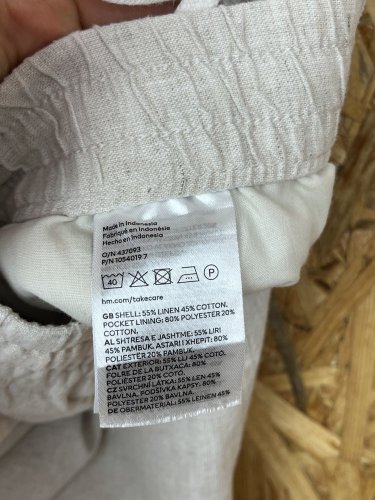 Made in Indonesia
Fabriqué en Indonésie
Hecho en Indonesia
O/N 437093
P/N 1054019 7
40
P
hm.com/takecare
GB SHELL: 55% LINEN 45% COTTON.
POCKET LINING: 80% POLYESTER 20%
COTTON.
AL SHTRESA E JASHTME: 55% LIRI
45% PAMBUK. ASTARI I XHEPIT: 80%
POLIESTER 20% PAMBUK.
CAT EXTERIOR: 55% LLI 45% COTÓ.
FOLRE DE LA BUTXACA: 80%
POLIÈSTER 20% COTÓ.
CZ SVRCHNÍ LÁTKA: 55% LEN 45%
BAVLNA. PODŠÍVKA KAPSY: 80%
POLYESTER 20% BAVLNA.
DE OBERMATERIAL: 55% LEINEN 45%